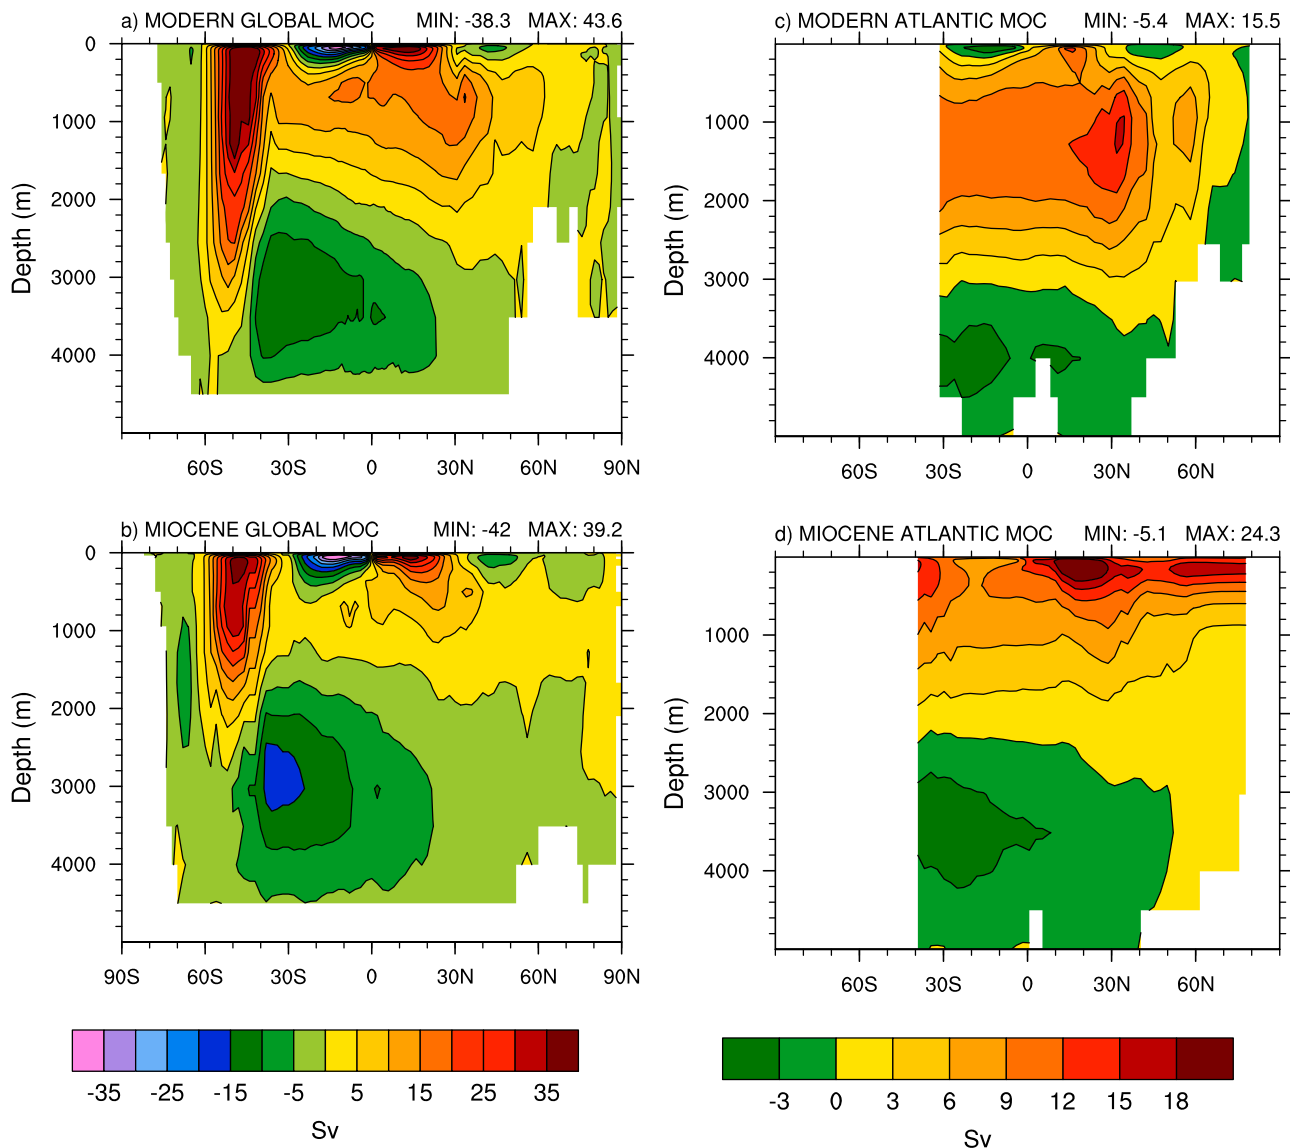 a) MODERN GLOBAL MOC MIN: -38.3 MAX: 43.6
0
1000
2000
3000
4000
Depth (m)
60S 30S 0 30N 60N 90N
c) MODERN ATLANTIC MOC MIN: -5.4 MAX: 15.5
0
1000
2000
3000
4000
Depth (m)
60S 30S 0 30N 60N
b) MIOCENE GLOBAL MOC MIN: -42 MAX: 39.2
0
1000
2000
3000
4000
Depth (m)
90S 60S 30S 0 30N 60N 90N
d) MIOCENE ATLANTIC MOC MIN: -5.1 MAX: 24.3
0
1000
2000
3000
4000
Depth (m)
60S 30S 0 30N 60N
-35 -25 -15 -5 5 15 25 35
Sv
-3 0 3 6 9 12 15 18
Sv